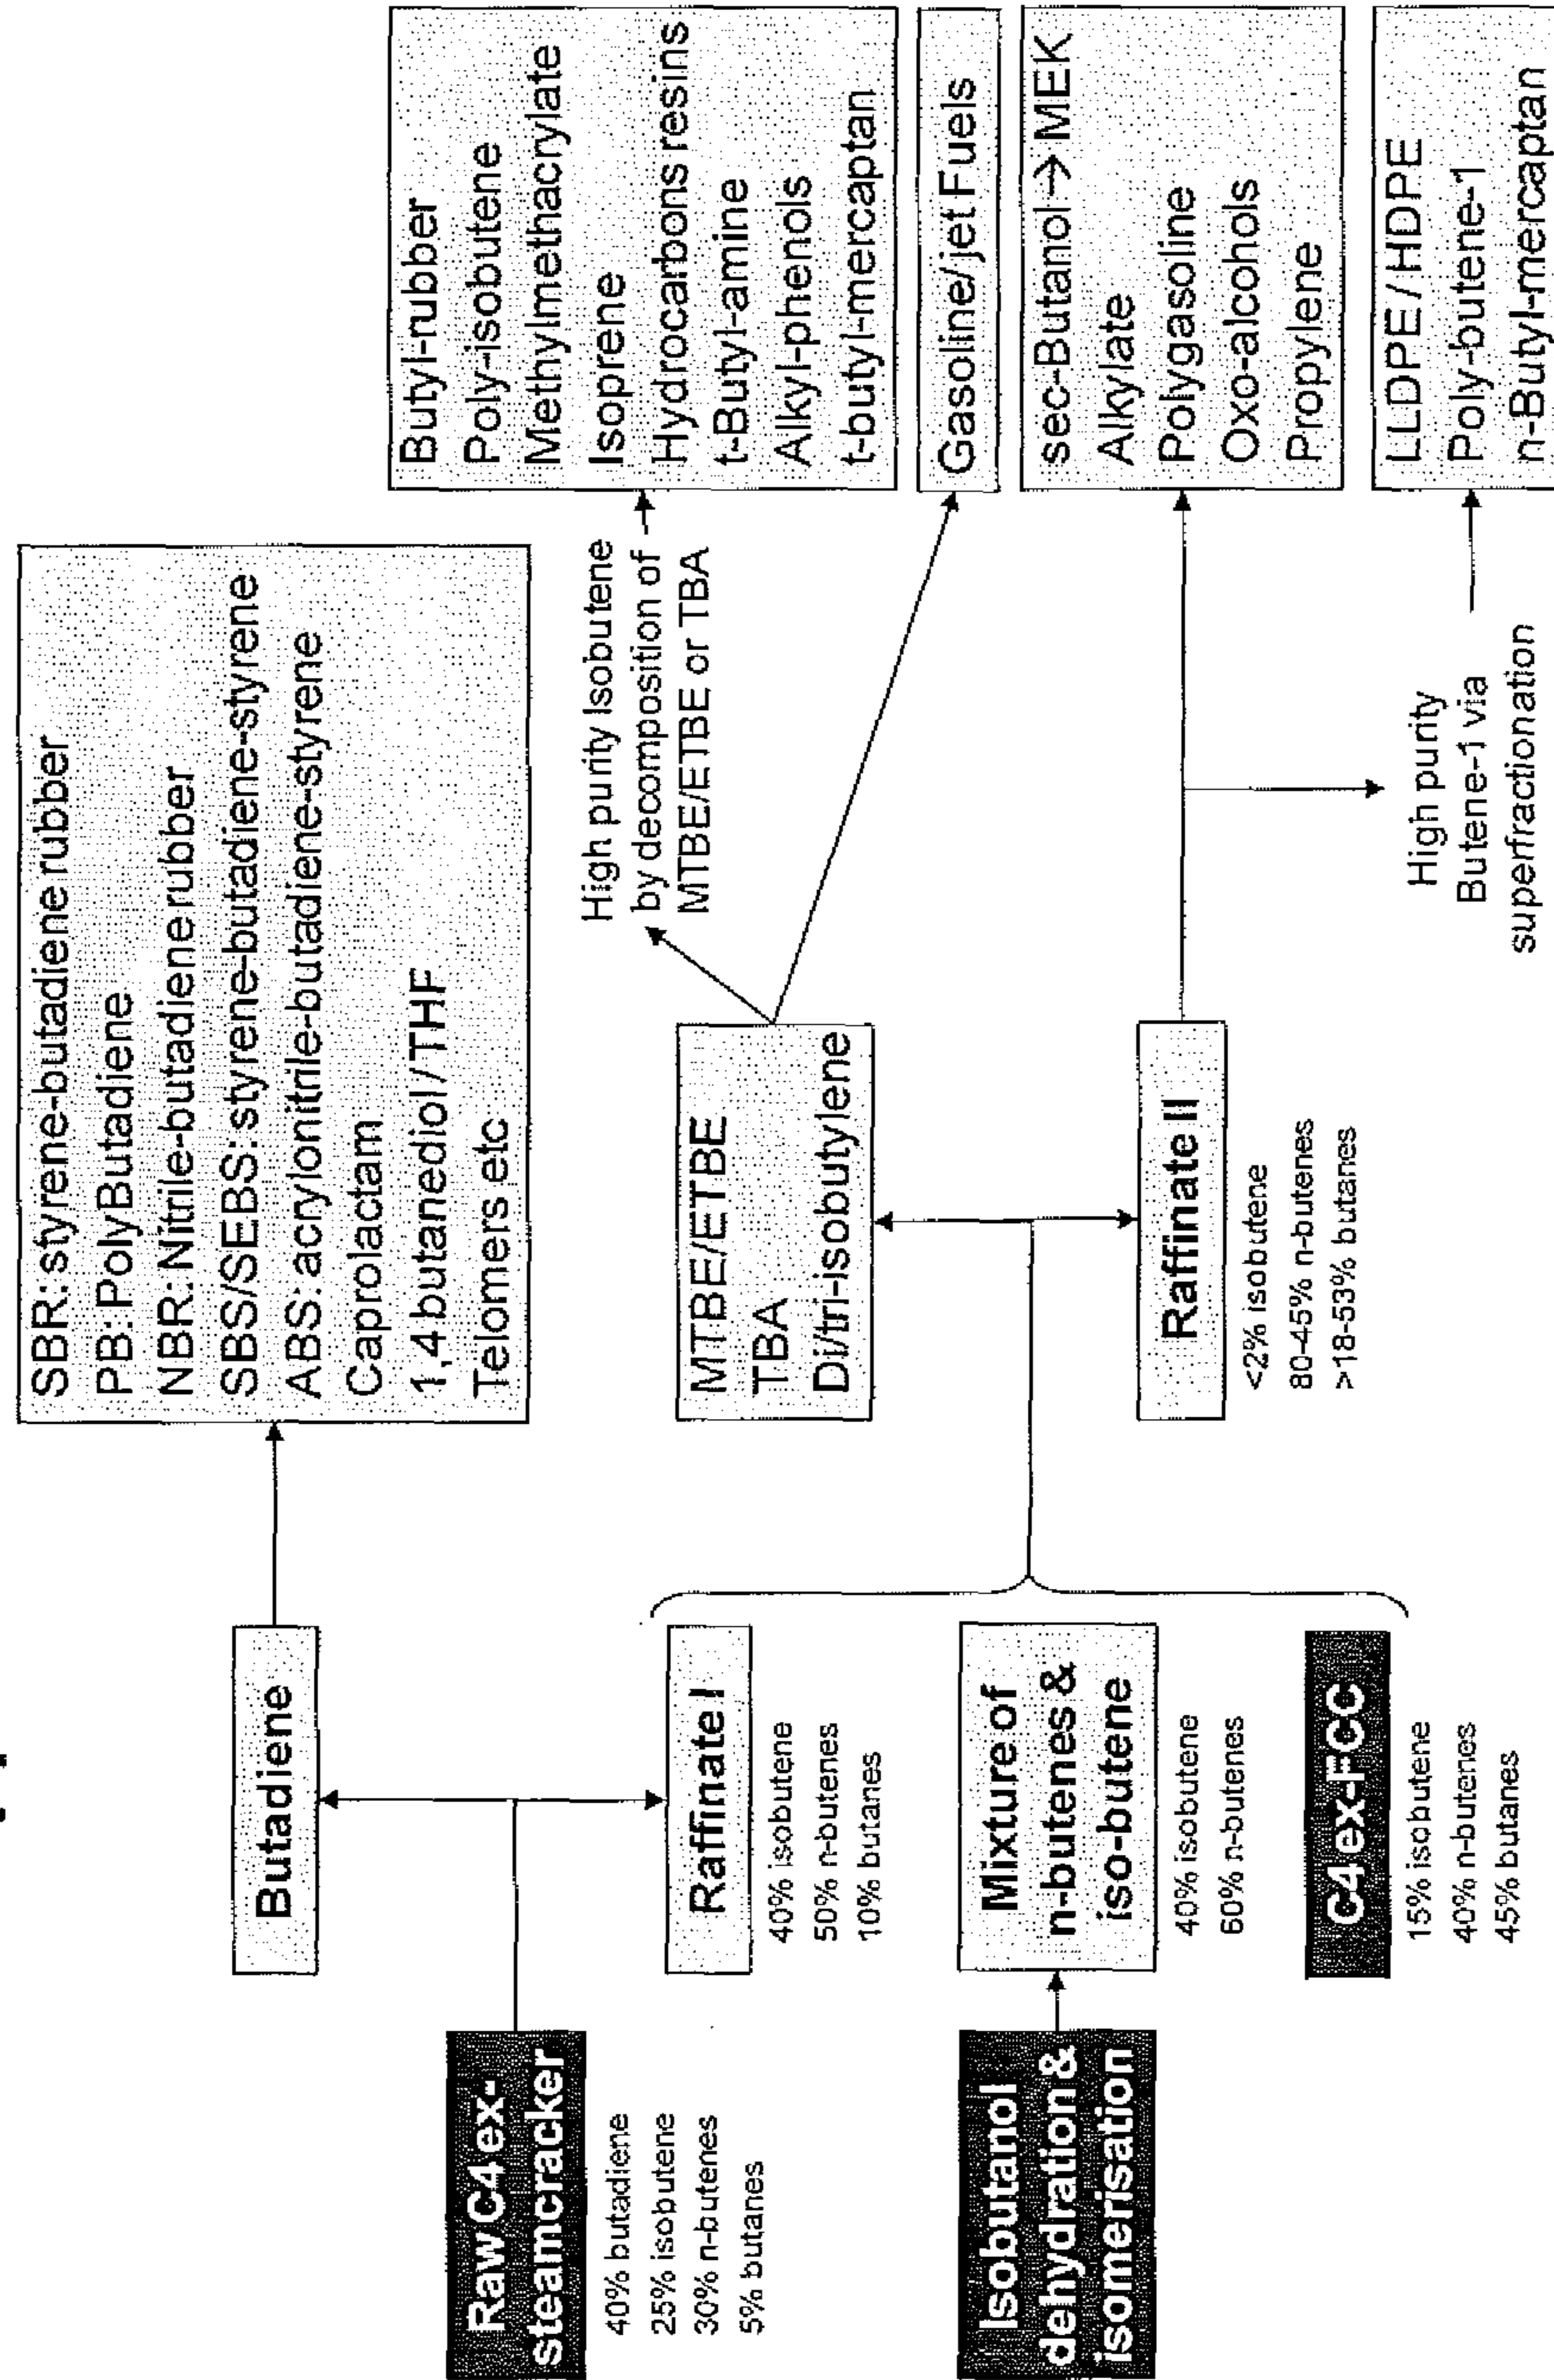 SBR: styrene-butadiene rubber
PB: PolyButadiene
NBR: Nitrile-butadiene rubber
SBS/SEBS: styrene-butadiene-styrene
ABS: acrylonitrile-butadiene-styrene
Caprolactam
1,4 butanediol / THF
Telomers etc
Butadiene
Raw C4 ex-
steamcracker
40% butadiene
25% isobutene
30% n-butenes
5% butanes
Raffinate I
40% isobutene
50% n-butenes
10% butanes
Isobutanol
dehydration &
isomerisation
Mixture of
n-butenes &
iso-butene
40% isobutene
60% n-butenes
C4 ex-FCC
15% isobutene
40% n-butenes
45% butanes
MTBE/ETBE
TBA
Di/tri-isobutylene
Raffinate II
<2% isobutene
80-45% n-butenes
>18-53% butanes
High purity Isobutene
by decomposition of
MTBE/ETBE or TBA
High purity
Butene-1 via
superfractionation
Butyl-rubber
Poly-isobutene
Methylmethacrylate
Isoprene
Hydrocarbons resins
t-Butyl-amine
Alkyl-phenols
t-butyl-mercaptan
Gasoline/jet Fuels
sec-Butanol → MEK
Alkylate
Polygasoline
Oxo-alcohols
Propylene
LLDPE / HDPE
Poly-butene-1
n-Butyl-mercaptan